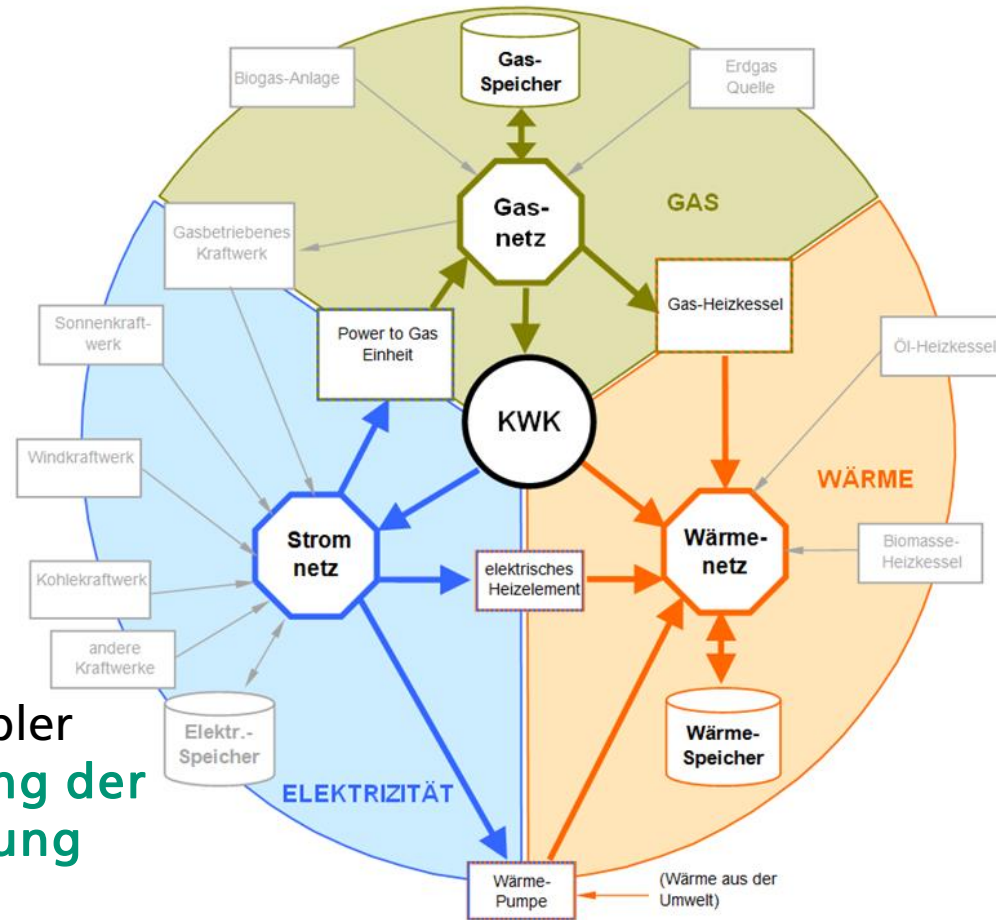 Gas-
Speicher
Biogas-Anlage
Erdgas
Quelle
Gas-
netz
GAS
Gasbetriebenes
Kraftwerk
Power to Gas
Einheit
Gas-Heizkessel
Sonnenkraft-
werk
Öl-Heizkessel
KWK
Windkraftwerk
WÄRME
Strom
netz
Wärme-
netz
elektrisches
Heizelement
Biomasse-
Heizkessel
Kohlekraftwerk
andere
Kraftwerke
Elektr.-
Speicher
Wärme-
Speicher
ELEKTRIZITÄT
ng der
ung
Wärme-
Pumpe
(Wärme aus der
Umwelt)